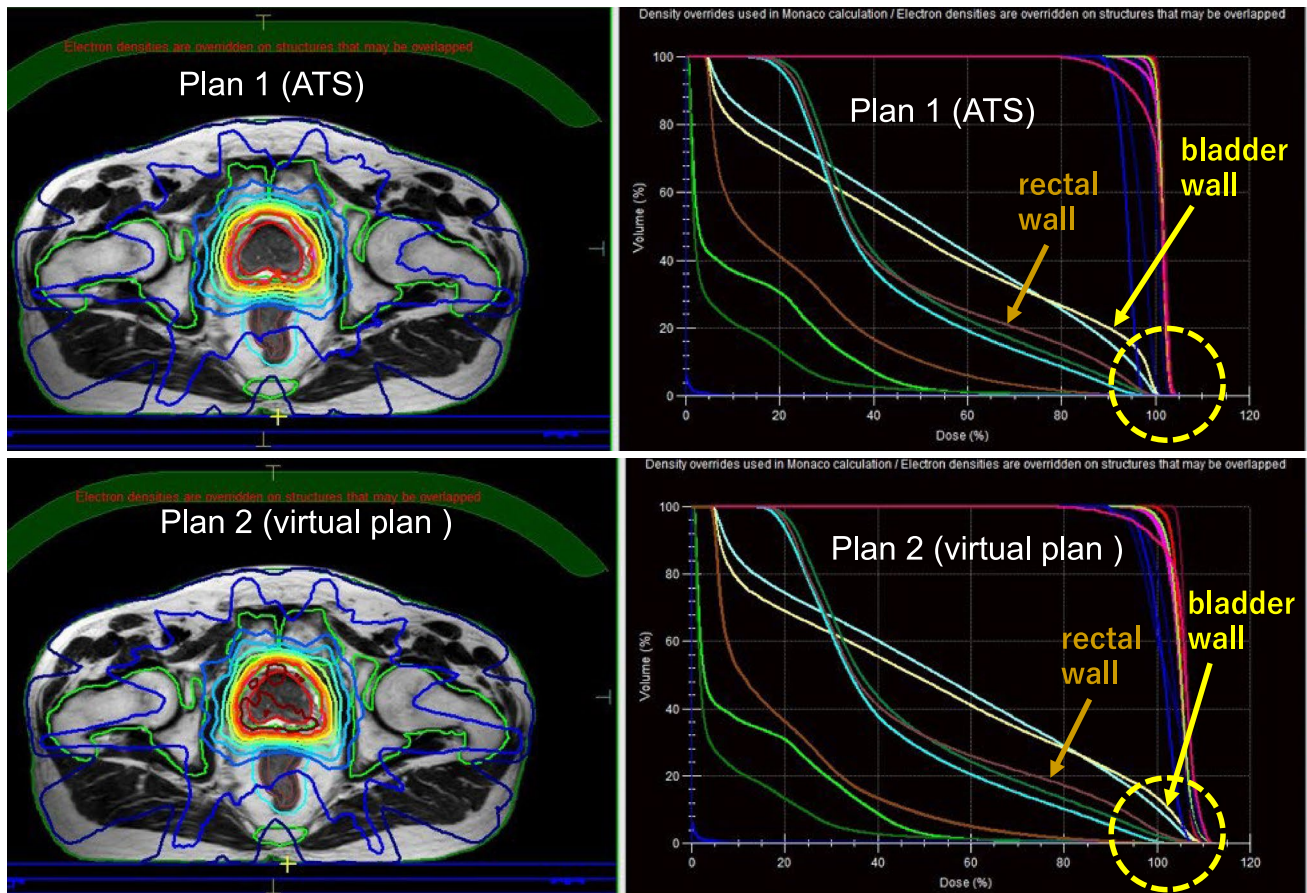 Electron densities are overridden on structures that may be overlapped
Plan 1 (ATS)
Density overrides used in Monaco calculation / Electron densities are overridden on structures that may be overlapped
Plan 1 (ATS)
bladder
wall
rectal
wall
Volume (%)
100
80
60
40
20
0
0 20 40 60 80 100 120
Dose (%)
Electron densities are overridden on structures that may be overlapped
Plan 2 (virtual plan )
Density overrides used in Monaco calculation / Electron densities are overridden on structures that may be overlapped
Plan 2 (virtual plan )
bladder
wall
rectal
wall
Volume (%)
100
80
60
40
20
0
0 20 40 60 80 100 120
Dose (%)